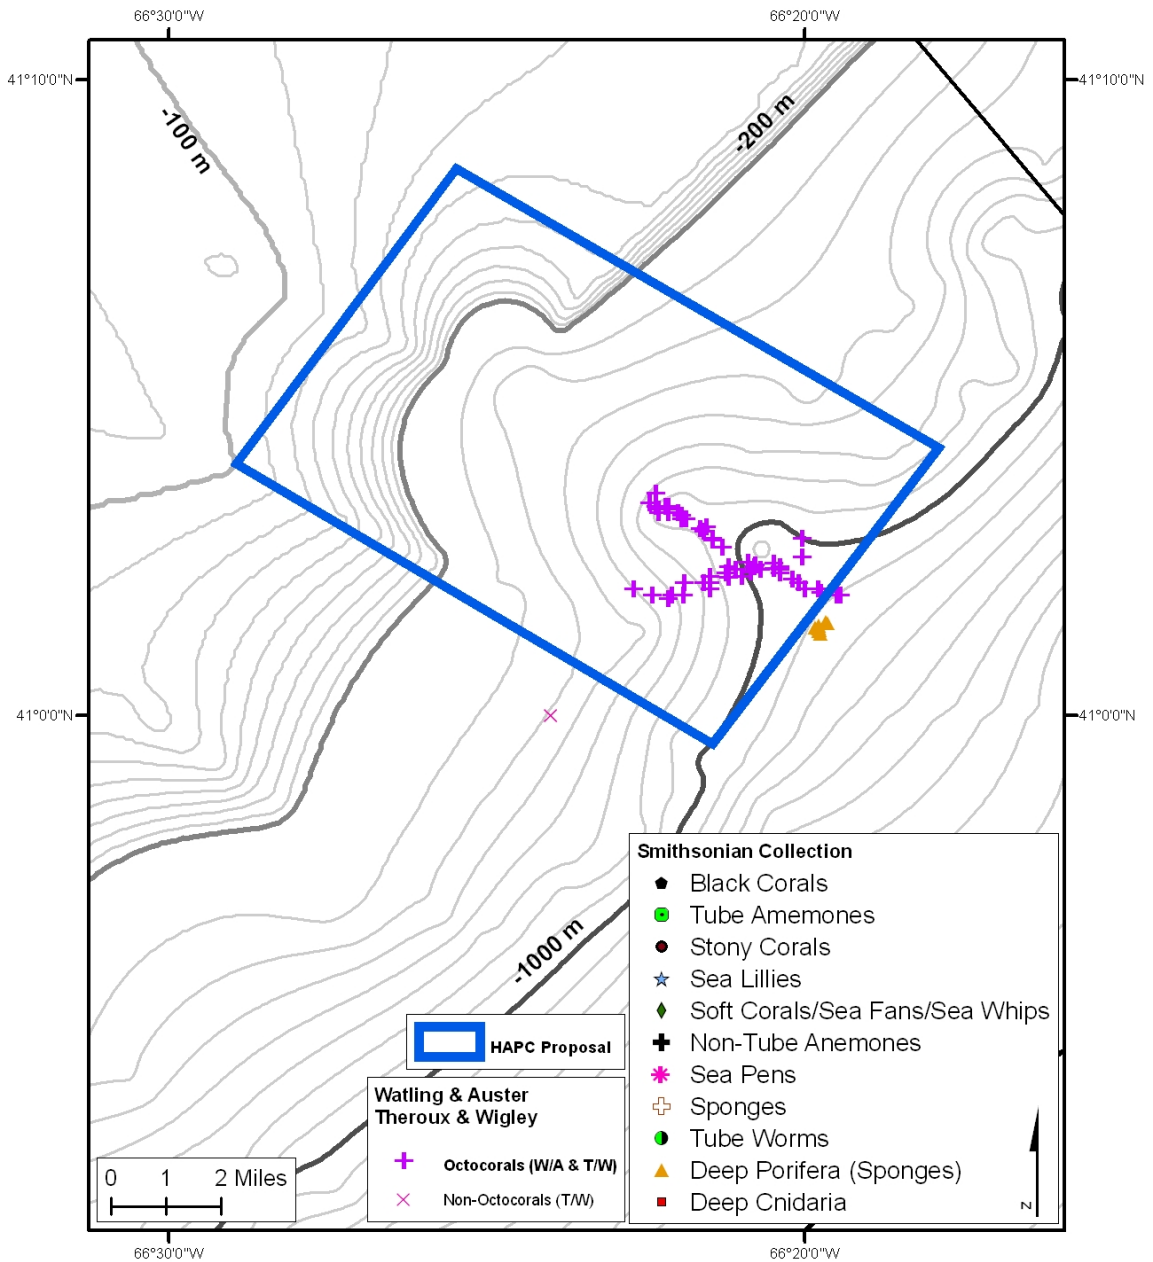 66°30'0"W
66°20'0"W
41°10'0"N
41°10'0"N
-100 m
-200 m
41°0'0"N
41°0'0"N
-1000 m
Smithsonian Collection
Black Corals
Tube Amemones
Stony Corals
Sea Lillies
Soft Corals/Sea Fans/Sea Whips
Non-Tube Anemones
Sea Pens
Sponges
Tube Worms
Deep Porifera (Sponges)
Deep Cnidaria
HAPC Proposal
Watling & Auster
Theroux & Wigley
Octocorals (W/A & T/W)
Non-Octocorals (T/W)
0 1 2 Miles
N
66°30'0"W
66°20'0"W